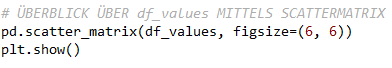 # ÜBERBLICK ÜBER df_values MITTELS SCATTERMATRIX
pd.scatter_matrix(df_values, figsize=(6, 6))
plt.show()